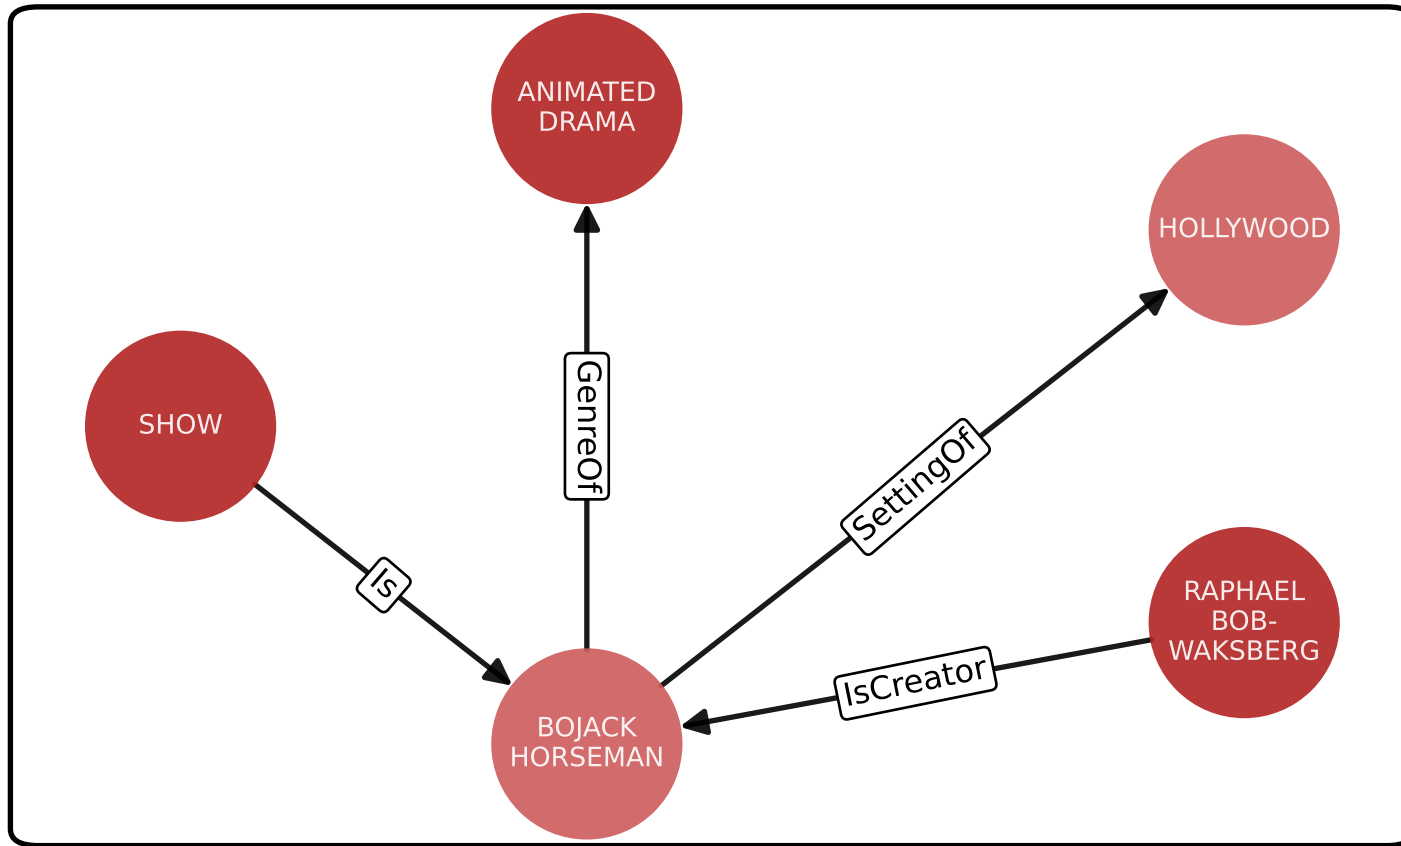 ANIMATED
DRAMA
HOLLYWOOD
SHOW
GenreOf
SettingOf
Is
RAPHAEL
BOB-
WAKSBERG
IsCreator
BOJACK
HORSEMAN